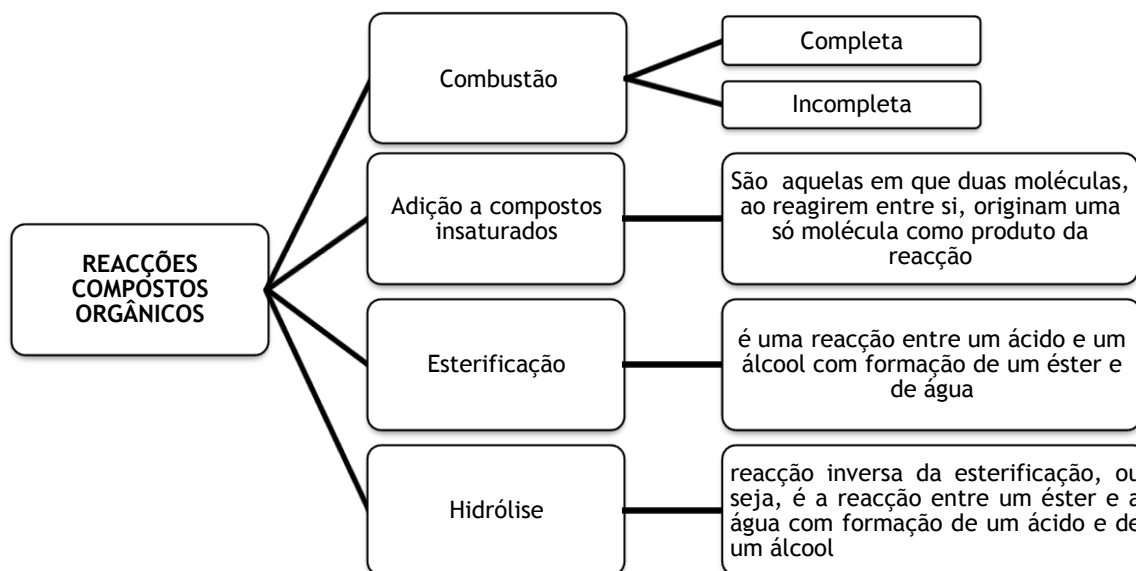 REACÇÕES
COMPOSTOS
ORGÂNICOS
Combustão
Completa
Incompleta
Adição a compostos
insaturados
São aquelas em que duas moléculas,
ao reagirem entre si, originam uma
só molécula como produto da
reacção
Esterificação
é uma reacção entre um ácido e um
álcool com formação de um éster e
de água
Hidrólise
reacção inversa da esterificação, ou
seja, é a reacção entre um éster e a
água com formação de um ácido e de
um álcool